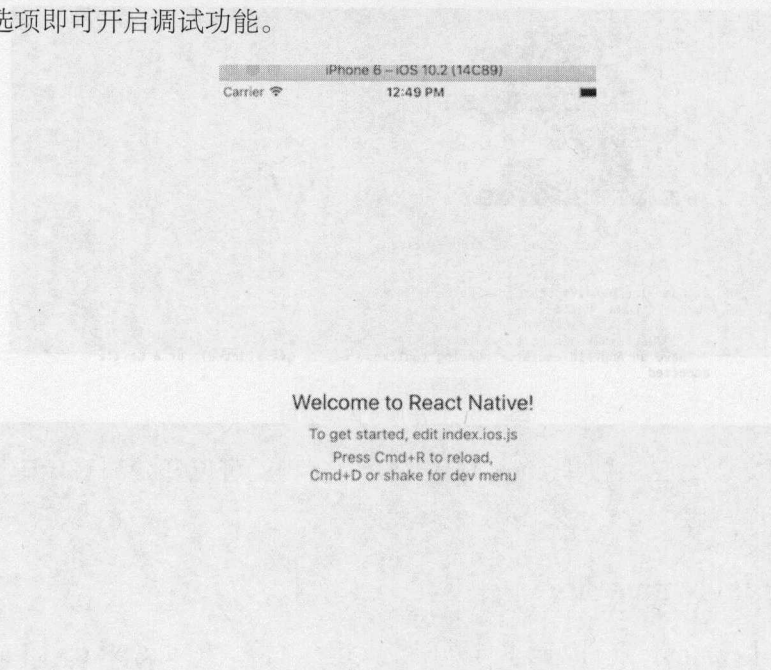 选项即可开启调试功能。
iPhone 6 – iOS 10.2 (14C89)
Carrier
12:49 PM
Welcome to React Native!
To get started, edit index.ios.js
Press Cmd+R to reload,
Cmd+D or shake for dev menu